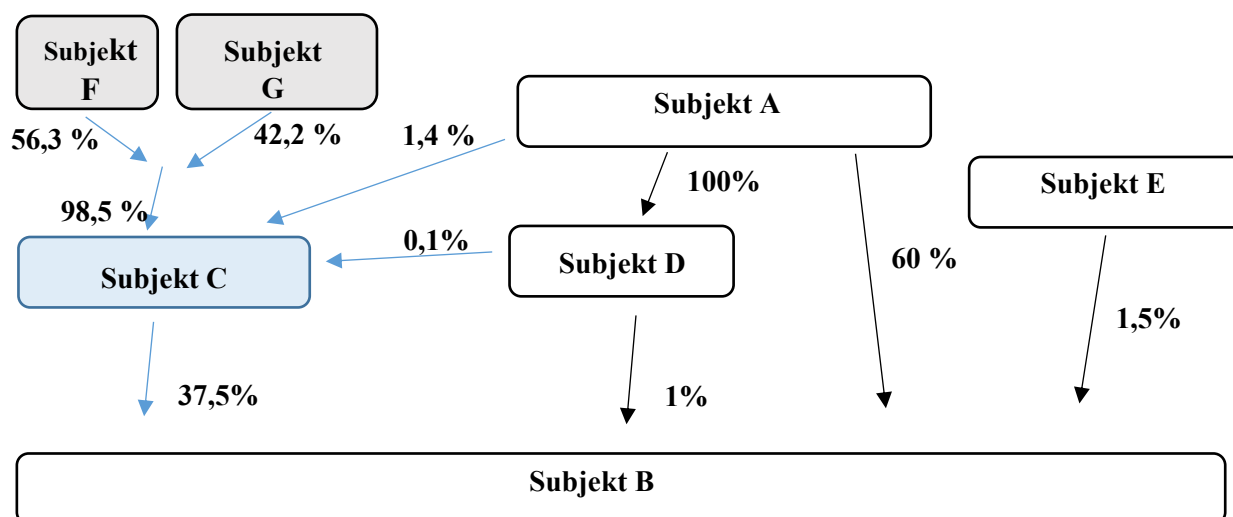 Subjekt
F
Subjekt
G
Subjekt A
56,3 %
42,2 %
1,4 %
100%
Subjekt E
98,5 %
0,1%
Subjekt C
Subjekt D
60 %
1,5%
37,5%
1%
Subjekt B